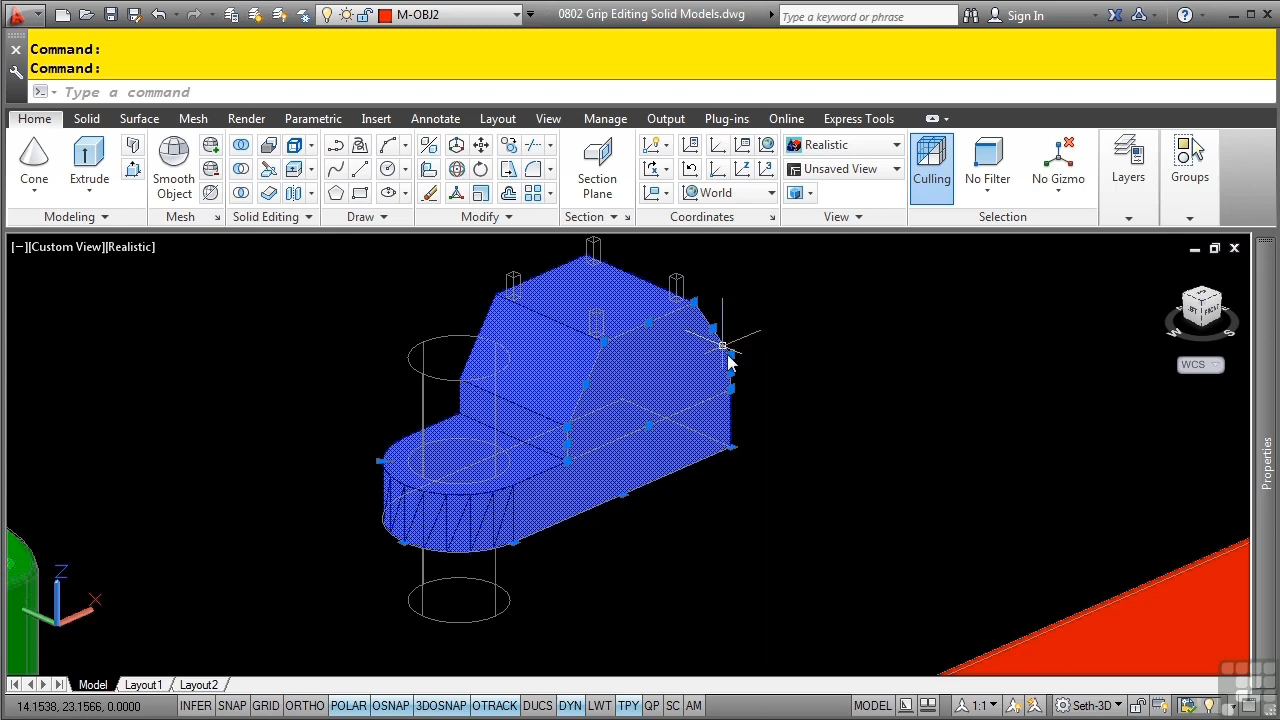 M-OBJ2
0802 Grip Editing Solid Models.dwg
Type a keyword or phrase
Sign In
Command:
Command:
Type a command
Home Solid Surface Mesh Render Parametric Insert Annotate Layout View Manage Output Plug-ins Online Express Tools
Cone
Extrude
Smooth Object
Section Plane
World
Realistic
Unsaved View
Culling
No Filter
No Gizmo
Layers
Groups
Modeling Mesh Solid Editing Draw Modify Section Coordinates View Selection
[−][Custom View][Realistic]
FRONT
W
S
WCS
Properties
Z
X
Model Layout1 Layout2
14.1538, 23.1566, 0.0000
INFER SNAP GRID ORTHO POLAR OSNAP 3DOSNAP OTRACK DUCS DYN LWT TPY QP SC AM
MODEL
1:1
Seth-3D